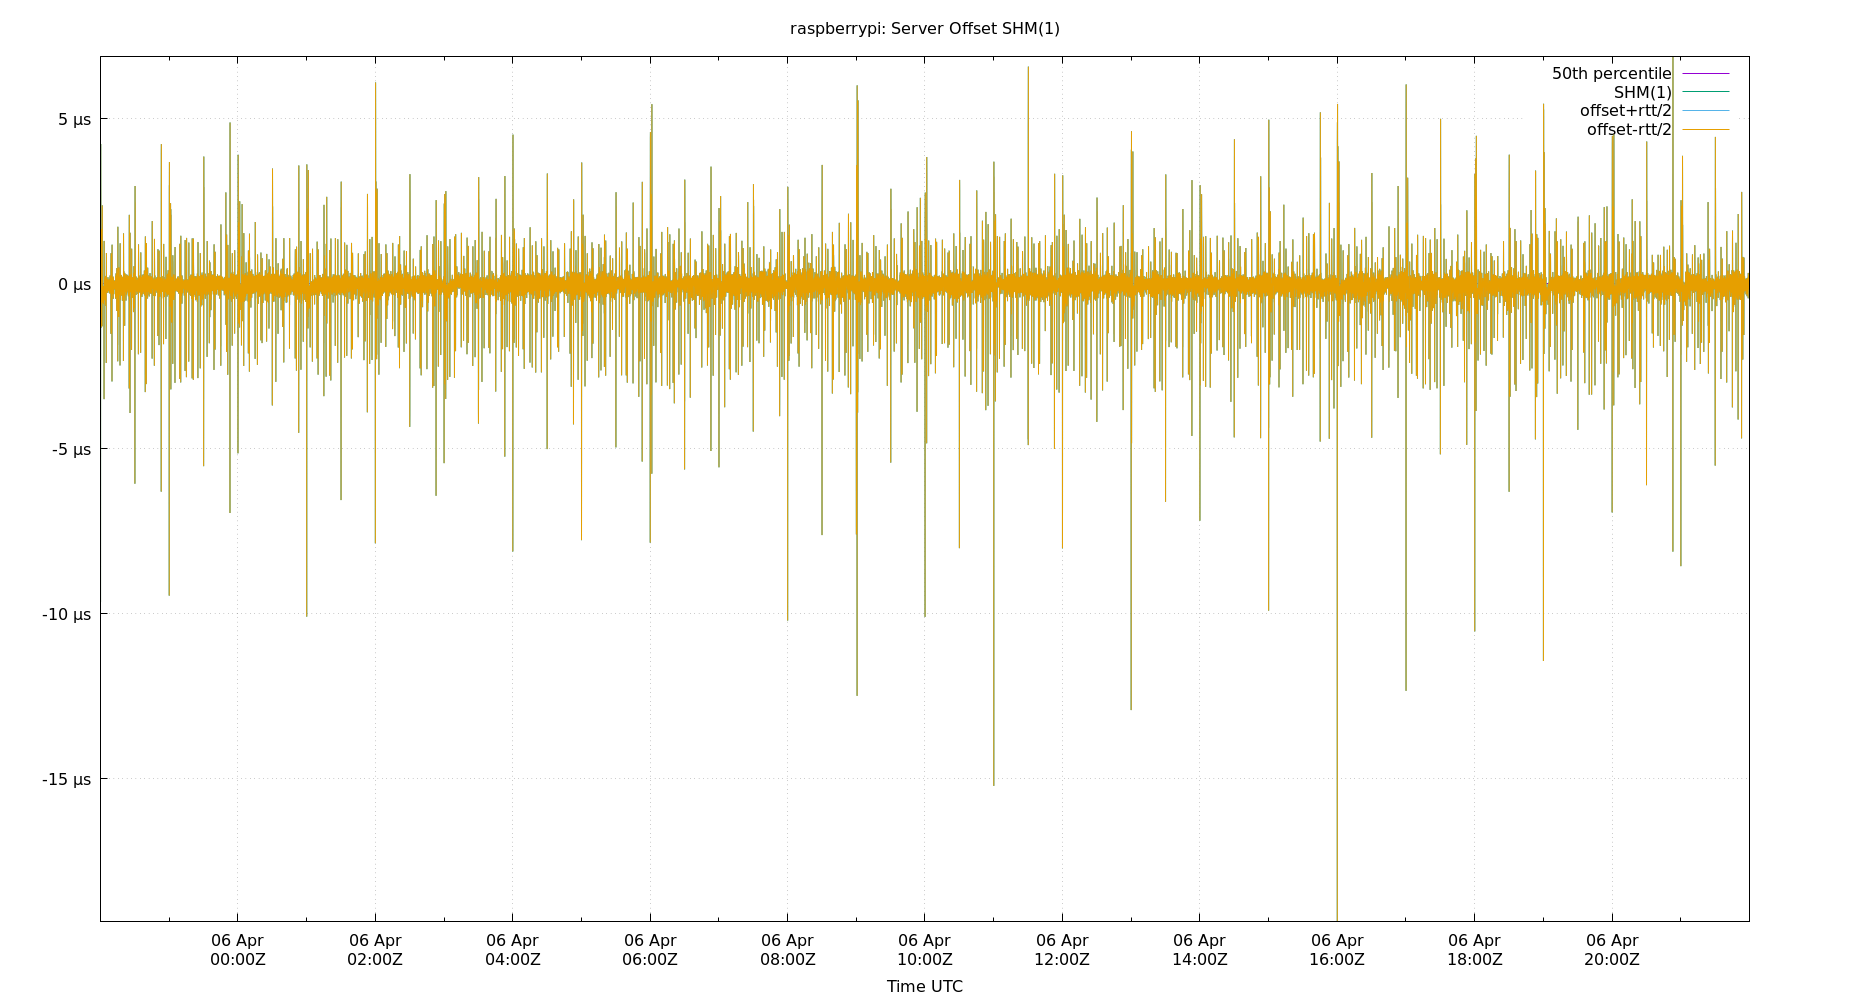 raspberrypi: Server Offset SHM(1)
50th percentile
SHM(1)
offset+rtt/2
offset-rtt/2
5 µs
0 µs
-5 µs
-10 µs
-15 µs
06 Apr 06 Apr 06 Apr 06 Apr 06 Apr 06 Apr 06 Apr 06 Apr 06 Apr 06 Apr 06 Apr
00:00Z 02:00Z 04:00Z 06:00Z 08:00Z 10:00Z 12:00Z 14:00Z 16:00Z 18:00Z 20:00Z
Time UTC